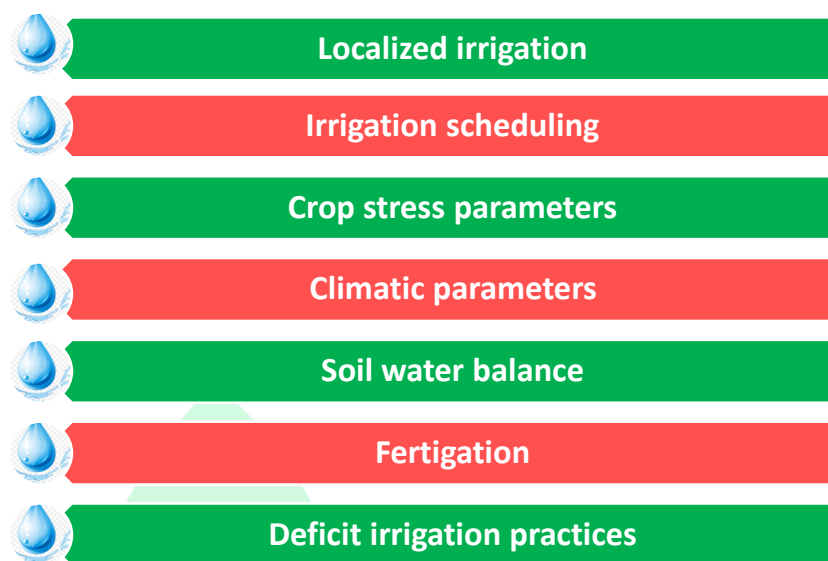 Localized irrigation
Irrigation scheduling
Crop stress parameters
Climatic parameters
Soil water balance
Fertigation
Deficit irrigation practices